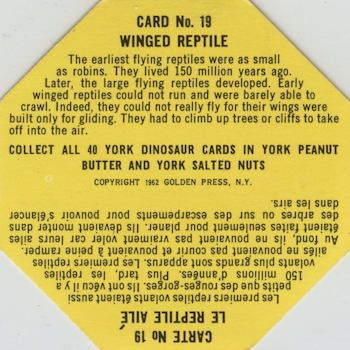 CARD No. 19
WINGED REPTILE
The earliest flying reptiles were as small
as robins. They lived 150 million years ago.
Later, the large flying reptiles developed. Early
winged reptiles could not run and were barely able to
crawl. Indeed, they could not really fly for their wings were
built only for gliding. They had to climb up trees or cliffs to take
off into the air.
COLLECT ALL 40 YORK DINOSAUR CARDS IN YORK PEANUT
BUTTER AND YORK SALTED NUTS
COPYRIGHT 1962 GOLDEN PRESS, N.Y.
CARTE No 19
LE REPTILE AILÉ
Les premiers reptiles volants étaient aussi
petits que des rouges-gorges. Ils ont vécu il y a
150 millions d'années. Plus tard, les reptiles
volants plus grands sont apparus. Les premiers reptiles
ailés ne pouvaient pas courir et pouvaient à peine ramper.
Au fond, ils ne pouvaient pas vraiment voler car leurs ailes
étaient faites seulement pour planer. Ils devaient monter dans
des arbres ou sur des escarpements pour pouvoir s'élancer
dans les airs.